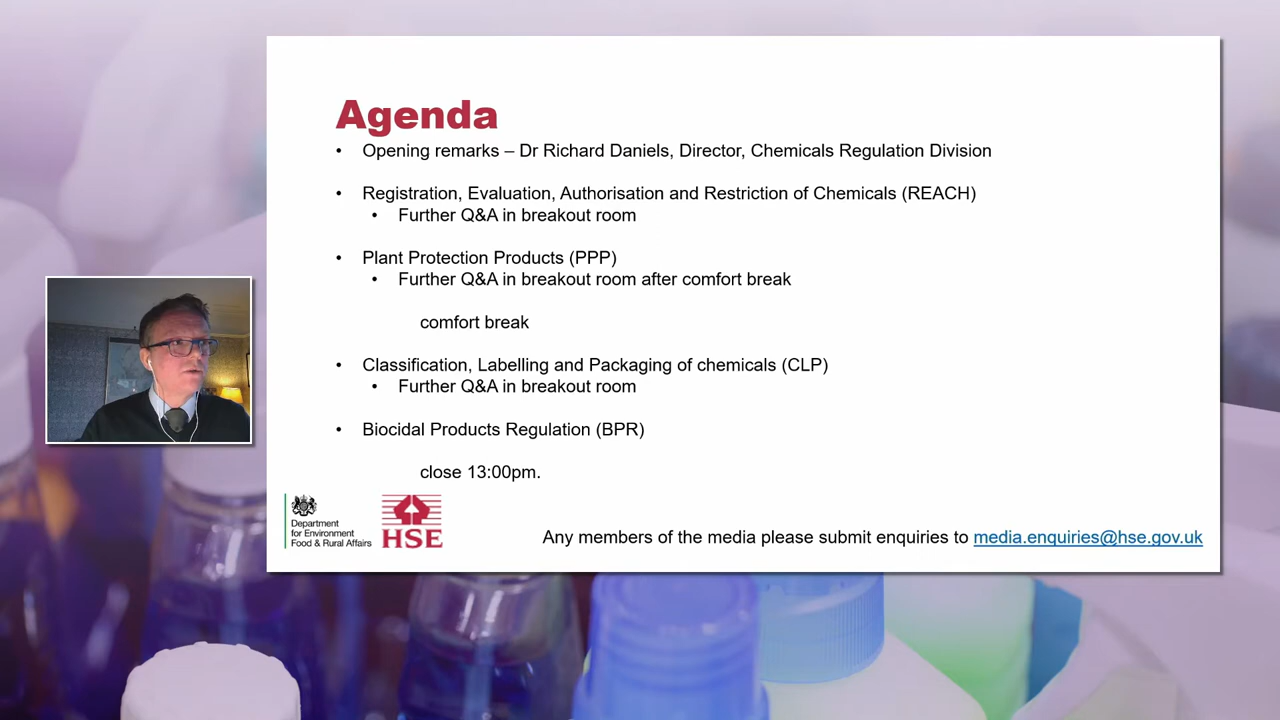 Agenda
• Opening remarks – Dr Richard Daniels, Director, Chemicals Regulation Division
• Registration, Evaluation, Authorisation and Restriction of Chemicals (REACH)
• Further Q&A in breakout room
• Plant Protection Products (PPP)
• Further Q&A in breakout room after comfort break
comfort break
• Classification, Labelling and Packaging of chemicals (CLP)
• Further Q&A in breakout room
• Biocidal Products Regulation (BPR)
close 13:00pm.
Department
for Environment
Food & Rural Affairs
HSE
Any members of the media please submit enquiries to media.enquiries@hse.gov.uk